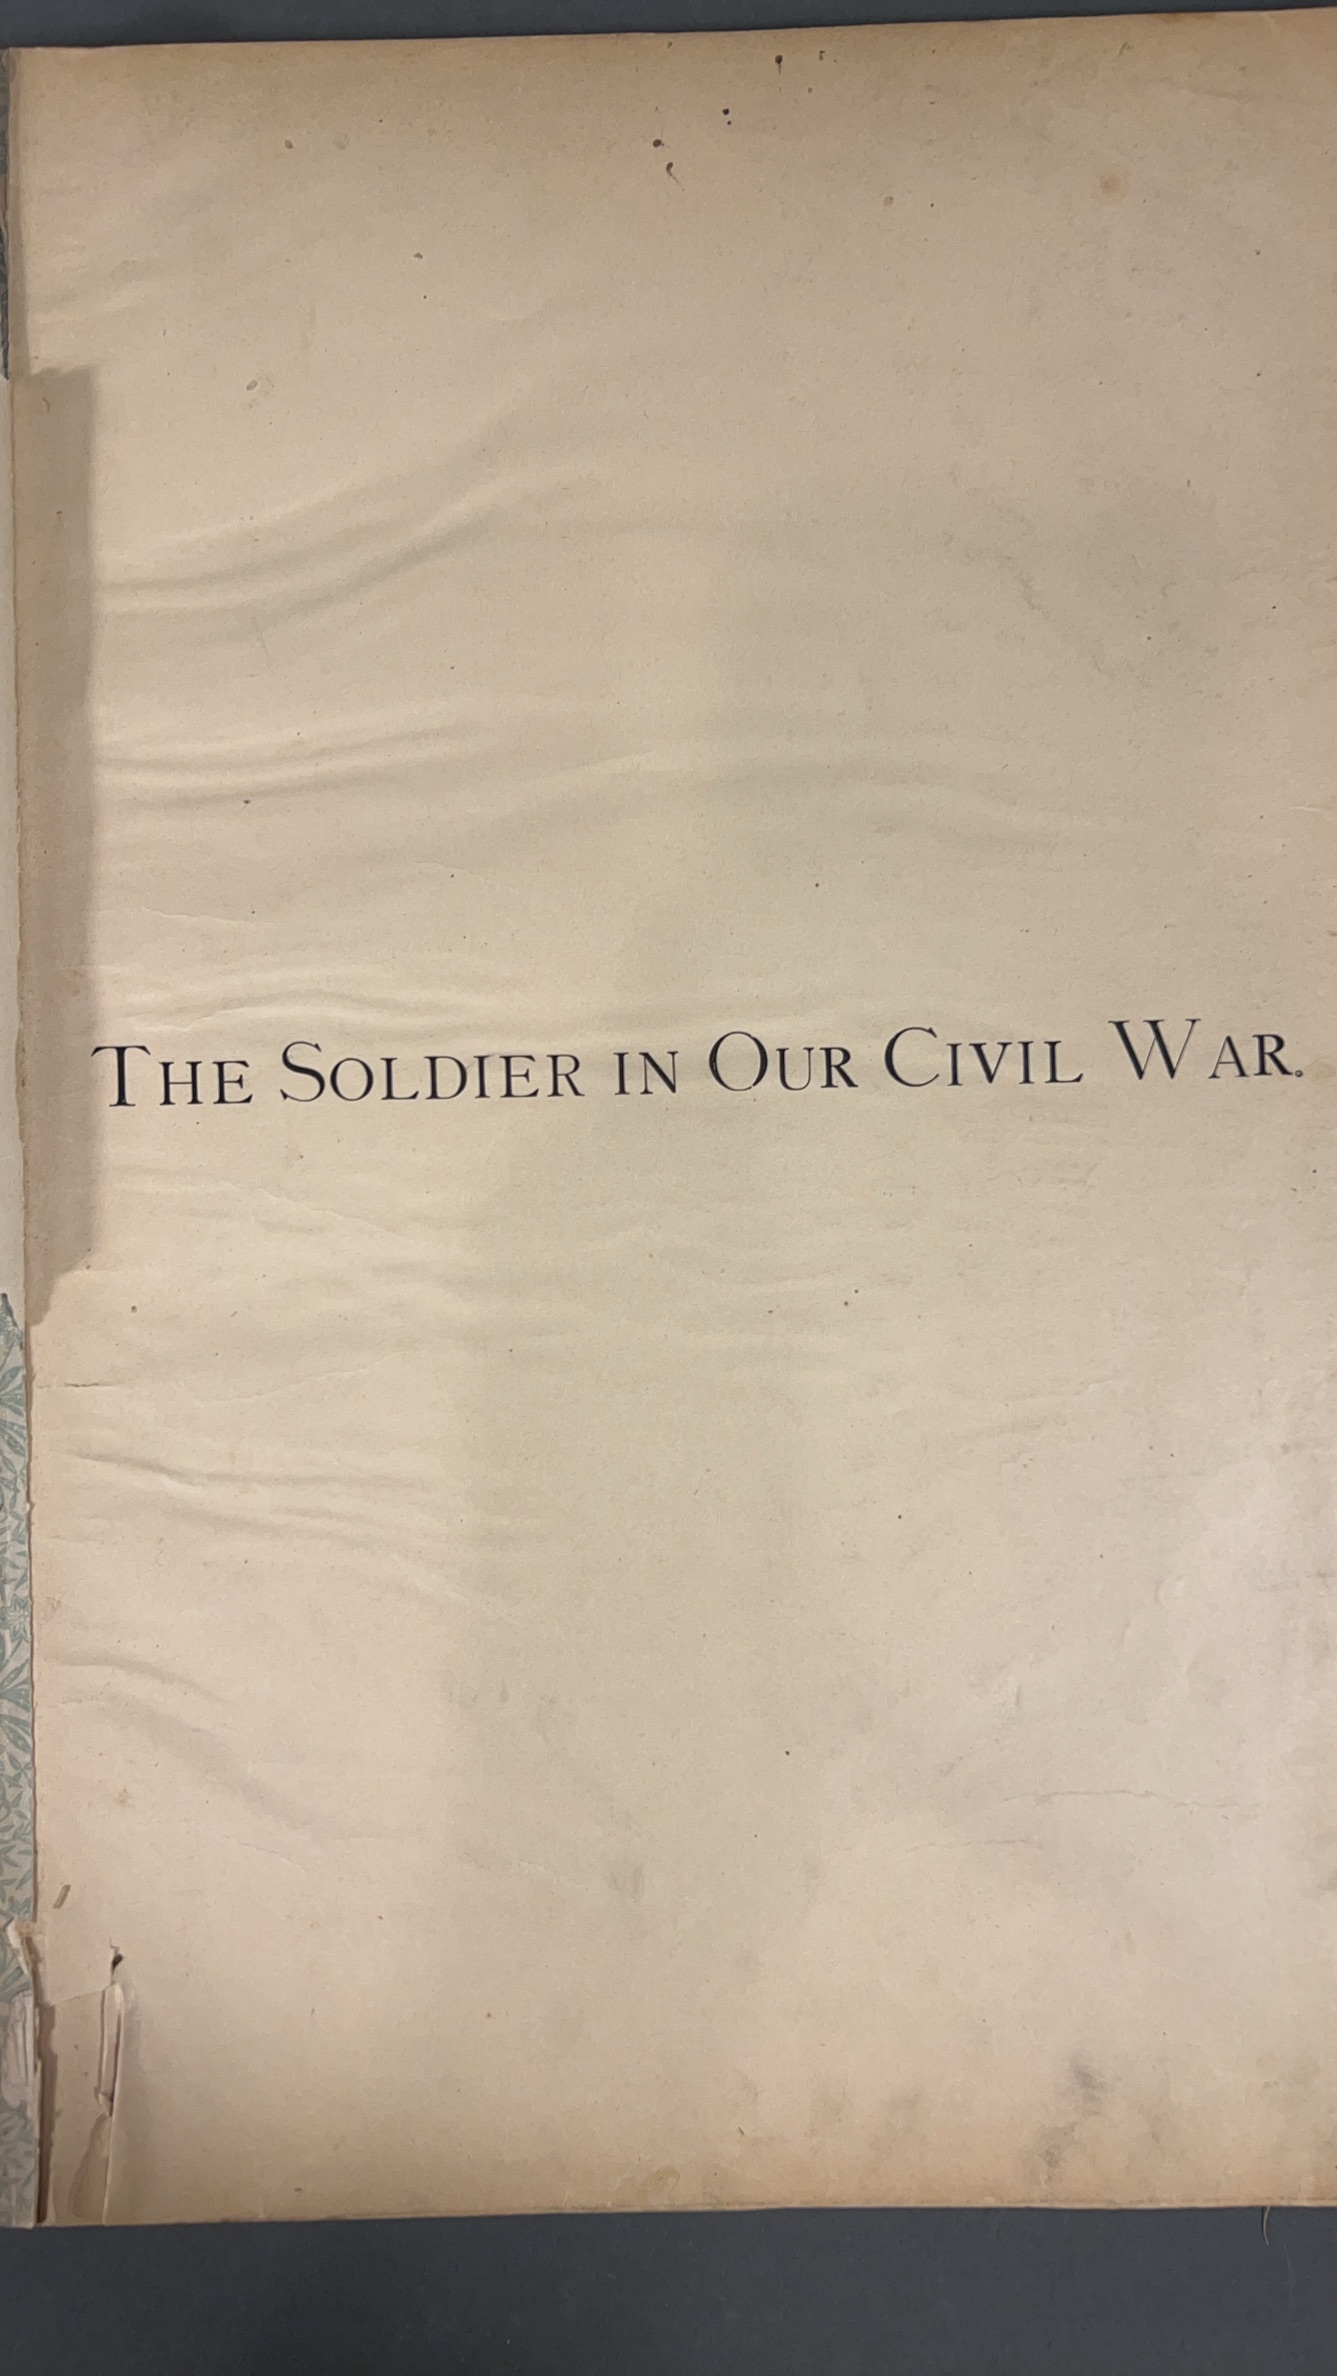 The Soldier in Our Civil War.